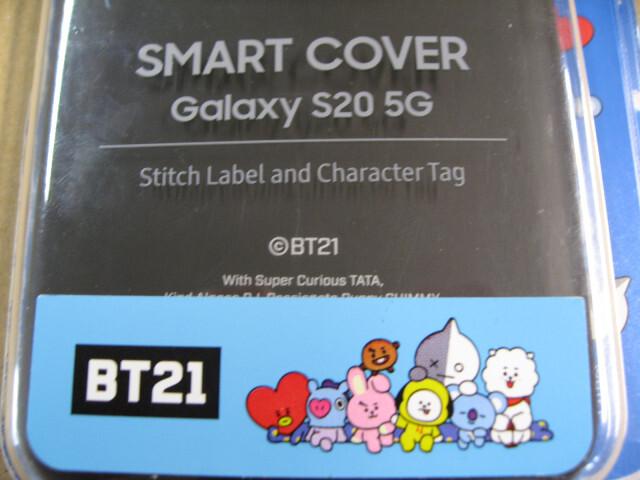 SMART COVER
Galaxy S20 5G
Stitch Label and Character Tag
©BT21
With Super Curious TATA,
BT21